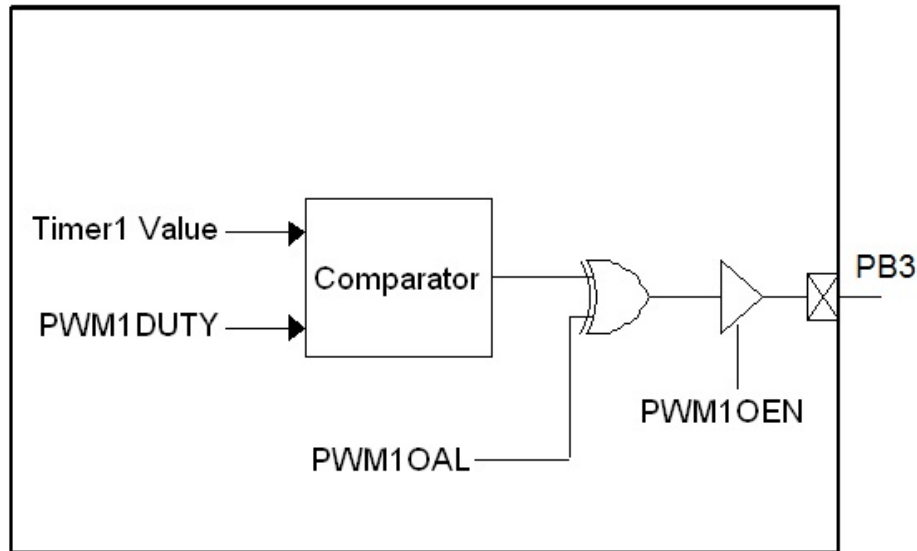 Timer1 Value
Comparator
PB3
PWM1DUTY
PWM1OEN
PWM1OAL